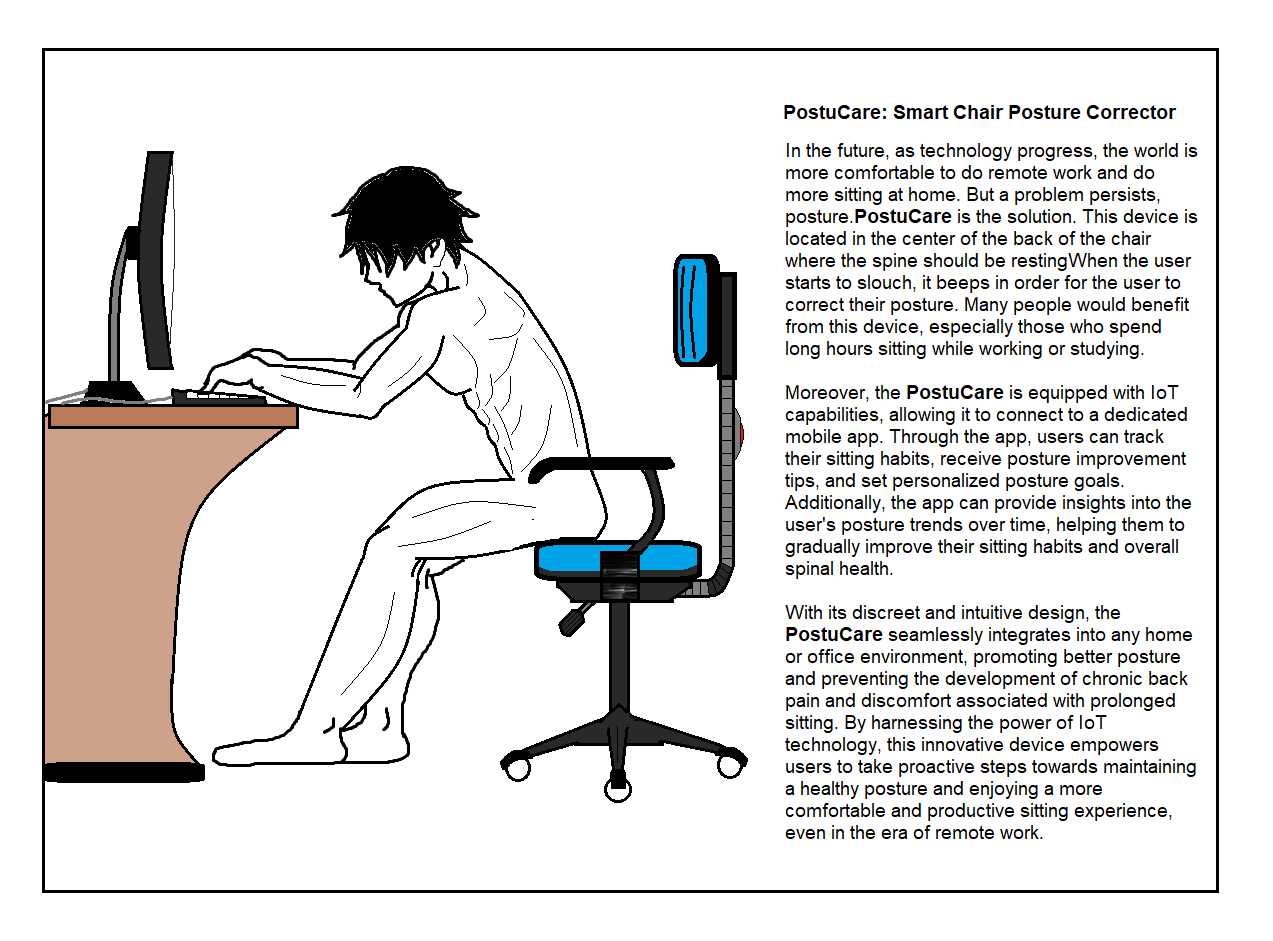 PostuCare: Smart Chair Posture Corrector
In the future, as technology progress, the world is
more comfortable to do remote work and do
more sitting at home. But a problem persists,
posture.PostuCare is the solution. This device is
located in the center of the back of the chair
where the spine should be restingWhen the user
starts to slouch, it beeps in order for the user to
correct their posture. Many people would benefit
from this device, especially those who spend
long hours sitting while working or studying.
Moreover, the PostuCare is equipped with IoT
capabilities, allowing it to connect to a dedicated
mobile app. Through the app, users can track
their sitting habits, receive posture improvement
tips, and set personalized posture goals.
Additionally, the app can provide insights into the
user's posture trends over time, helping them to
gradually improve their sitting habits and overall
spinal health.
With its discreet and intuitive design, the
PostuCare seamlessly integrates into any home
or office environment, promoting better posture
and preventing the development of chronic back
pain and discomfort associated with prolonged
sitting. By harnessing the power of IoT
technology, this innovative device empowers
users to take proactive steps towards maintaining
a healthy posture and enjoying a more
comfortable and productive sitting experience,
even in the era of remote work.